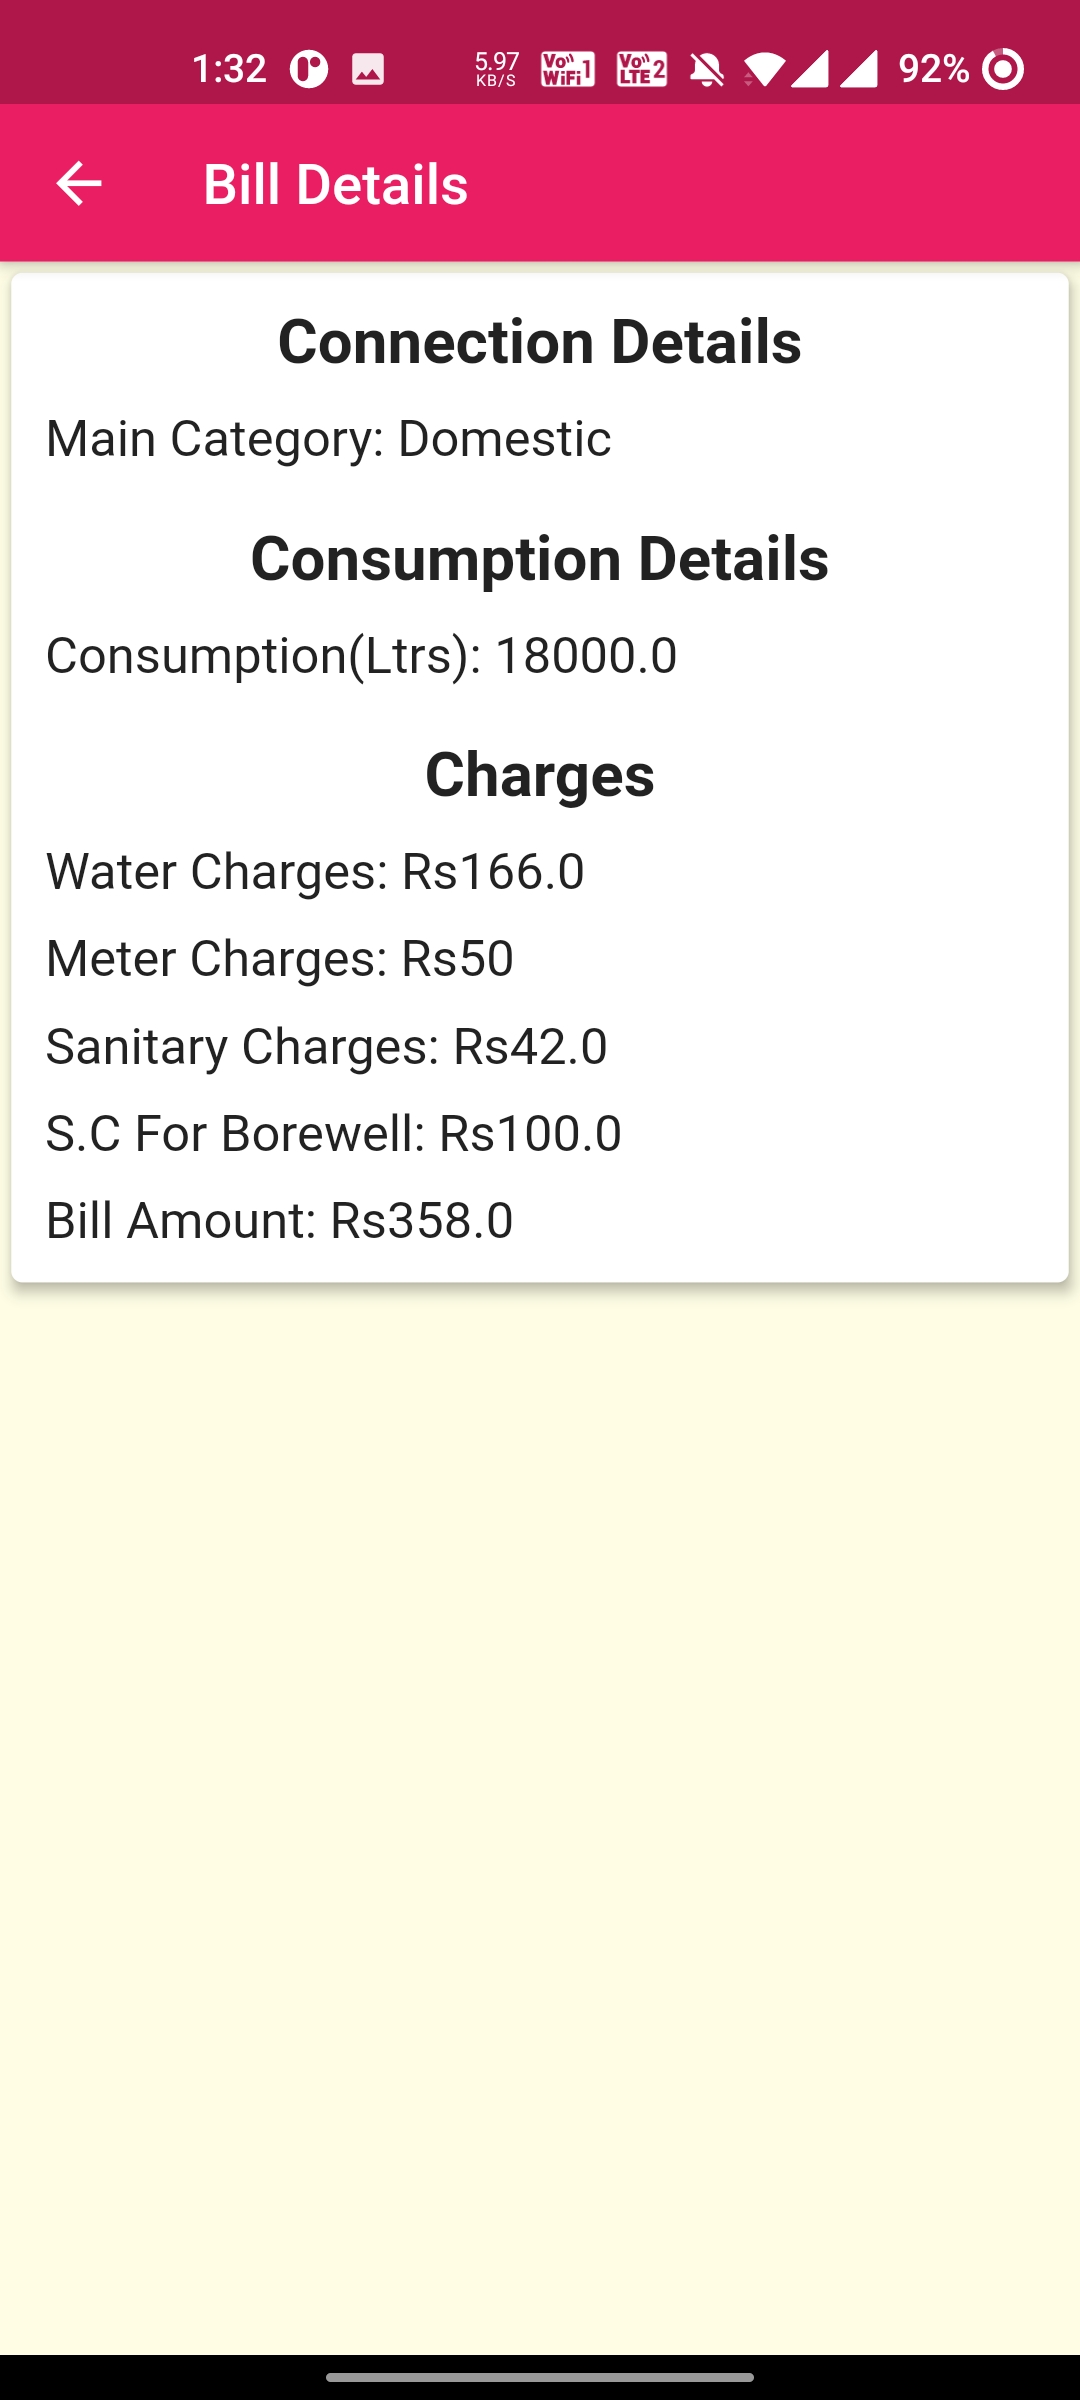 1:32
5.97
KB/S
Vo WiFi 1
Vo LTE 2
92%
Bill Details
Connection Details
Main Category: Domestic
Consumption Details
Consumption(Ltrs): 18000.0
Charges
Water Charges: Rs166.0
Meter Charges: Rs50
Sanitary Charges: Rs42.0
S.C For Borewell: Rs100.0
Bill Amount: Rs358.0